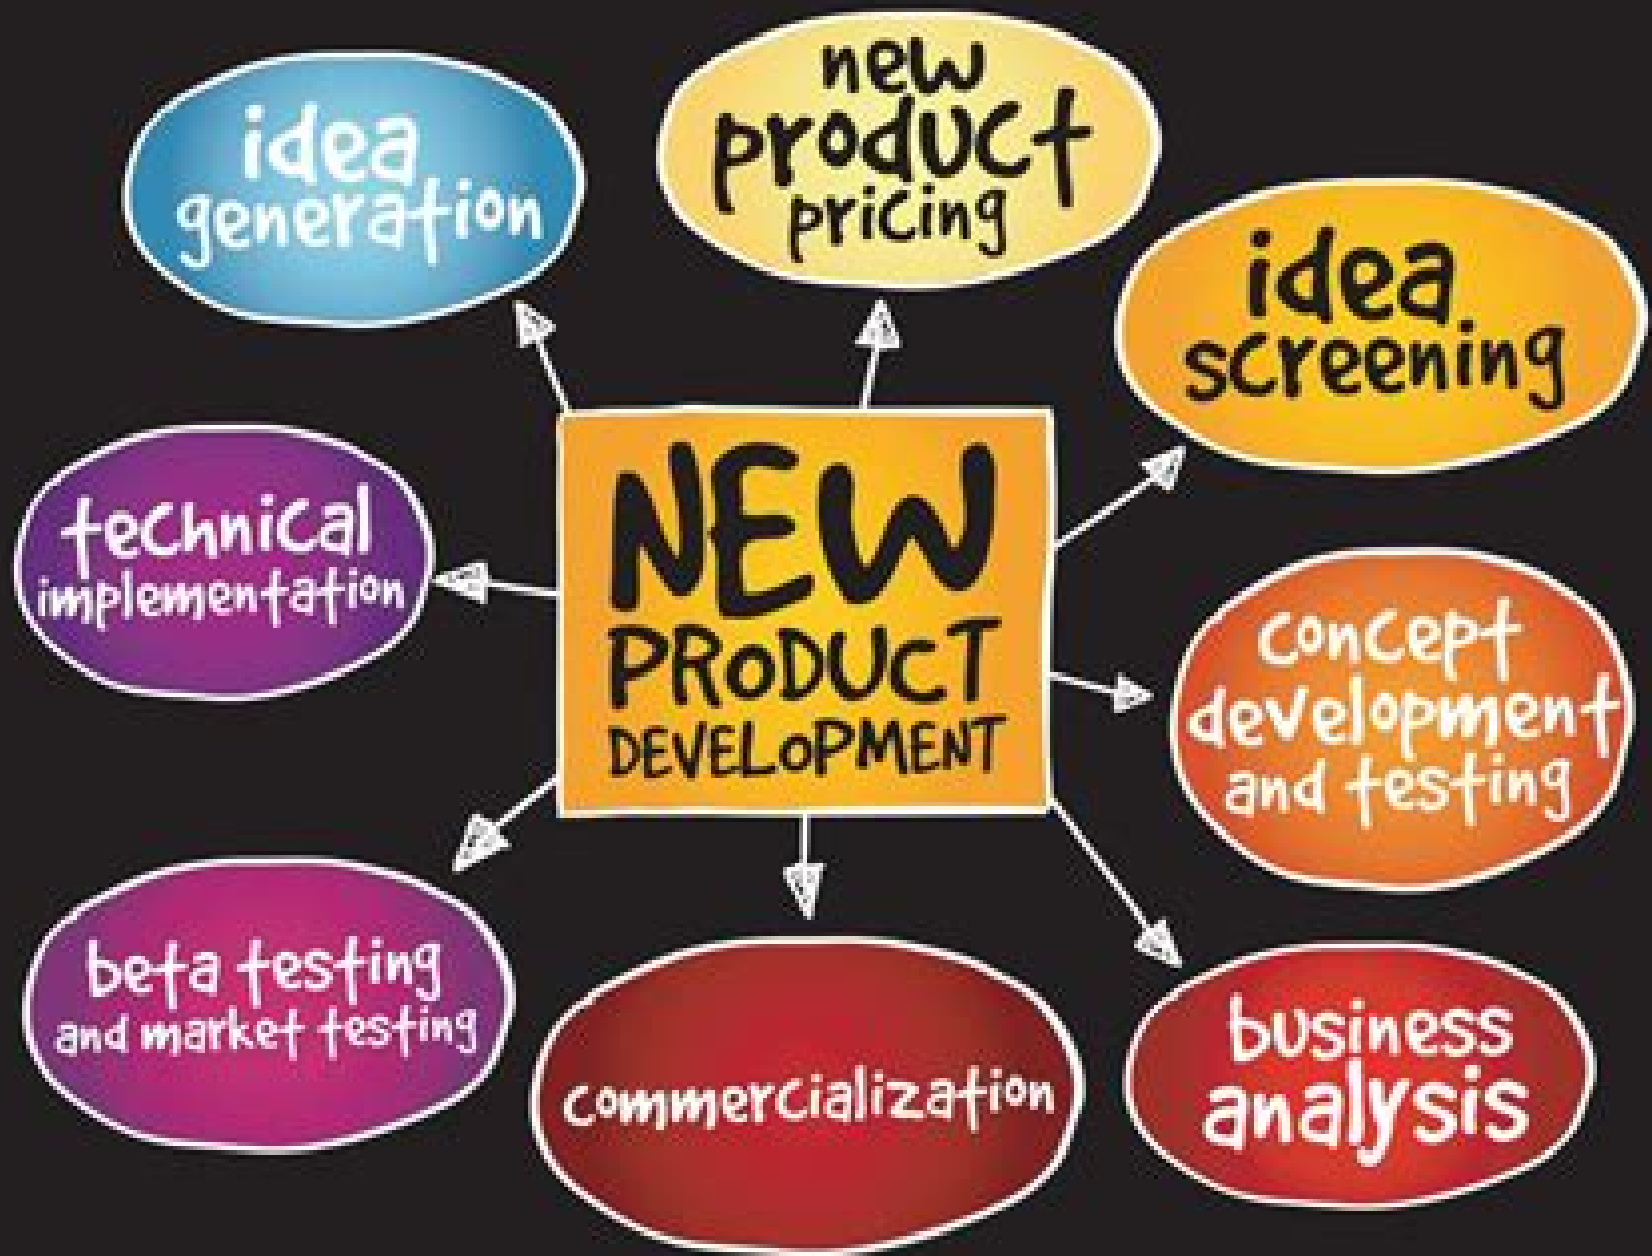 idea
generation
new
product
pricing
idea
screening
technical
implementation
NEW
PRODUCT
DEVELOPMENT
concept
development
and testing
beta testing
and market testing
commercialization
business
analysis